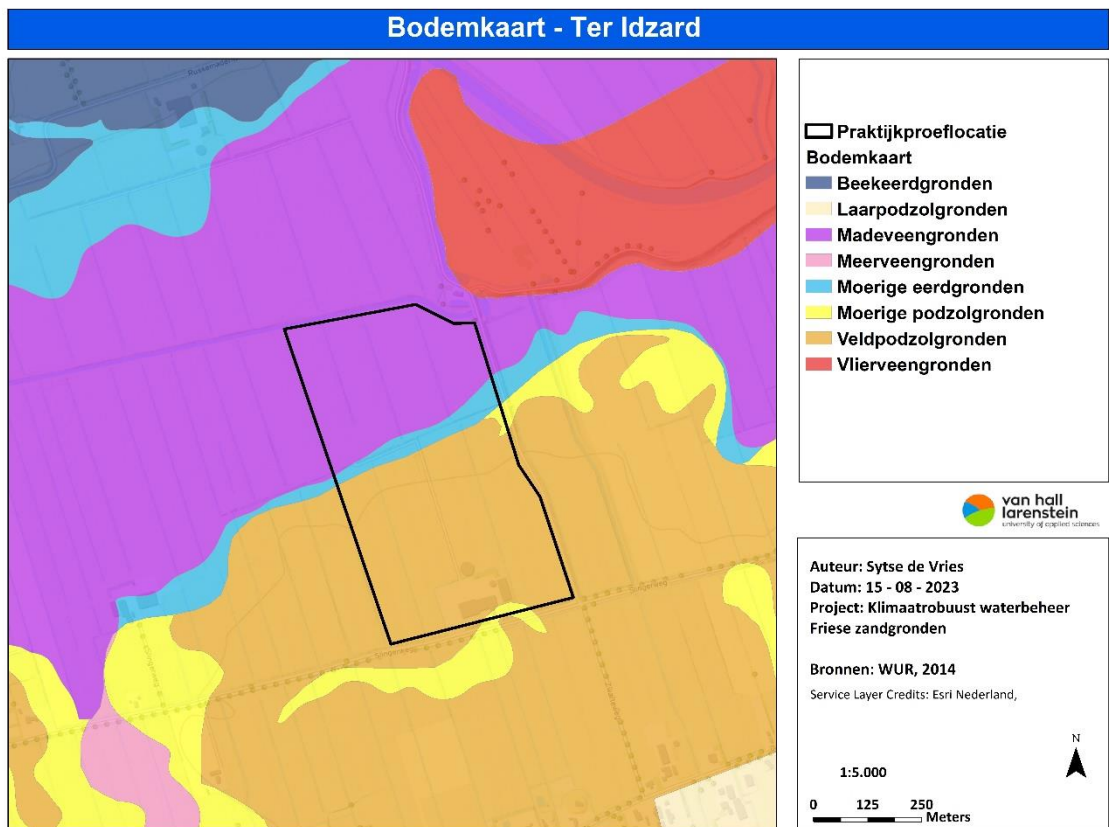 Bodemkaart - Ter Idzard
Praktijkproeflocatie
Bodemkaart
Beekeerdgronden
Laarpodzolgronden
Madeveengronden
Meerveengronden
Moerige eerdgronden
Moerige podzolgronden
Veldpodzolgronden
Vlierveengronden
van hall
larenstein
university of applied sciences
Auteur: Sytse de Vries
Datum: 15 - 08 - 2023
Project: Klimaatrobuust waterbeheer
Friese zandgronden
Bronnen: WUR, 2014
Service Layer Credits: Esri Nederland,
N
1:5.000
0 125 250
Meters